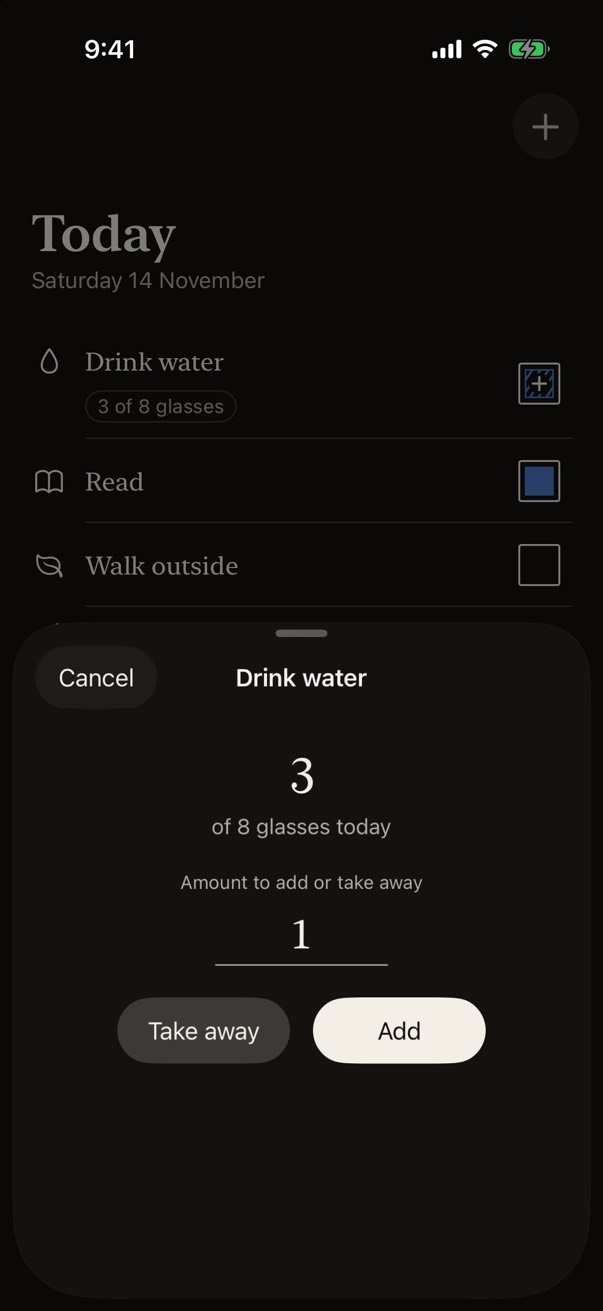 9:41
Today
Saturday 14 November
Drink water
3 of 8 glasses
Read
Walk outside
Cancel
Drink water
3
of 8 glasses today
Amount to add or take away
1
Take away
Add